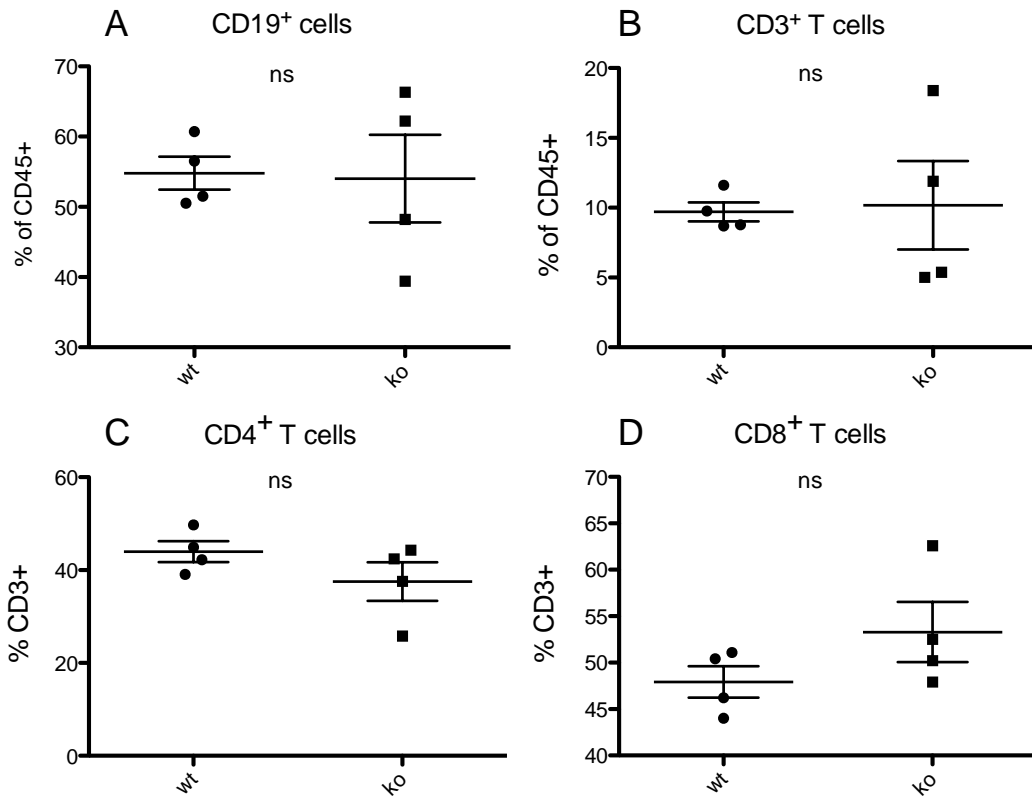 A
CD19⁺ cells
ns
% of CD45+
70
60
50
40
30
wt
ko
B
CD3⁺ T cells
ns
% of CD45+
20
15
10
5
0
wt
ko
C
CD4⁺ T cells
ns
% CD3+
60
40
20
0
wt
ko
D
CD8⁺ T cells
ns
% CD3+
70
65
60
55
50
45
40
wt
ko